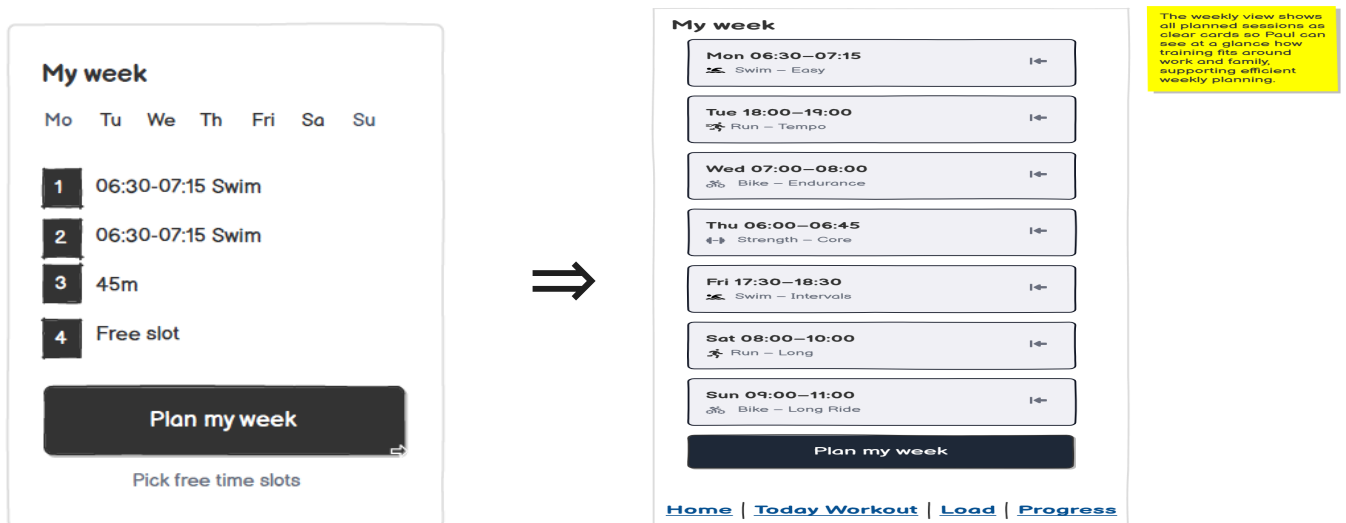 My week
Mo Tu We Th Fri Sa Su
1 06:30-07:15 Swim
2 06:30-07:15 Swim
3 45m
4 Free slot
Plan my week
Pick free time slots
My week
Mon 06:30–07:15
Swim – Easy
Tue 18:00–19:00
Run – Tempo
Wed 07:00–08:00
Bike – Endurance
Thu 06:00–06:45
Strength – Core
Fri 17:30–18:30
Swim – Intervals
Sat 08:00–10:00
Run – Long
Sun 09:00–11:00
Bike – Long Ride
Plan my week
Home | Today Workout | Load | Progress
The weekly view shows
all planned sessions as
clear cards so Paul can
see at a glance how
training fits around
work and family,
supporting efficient
weekly planning.